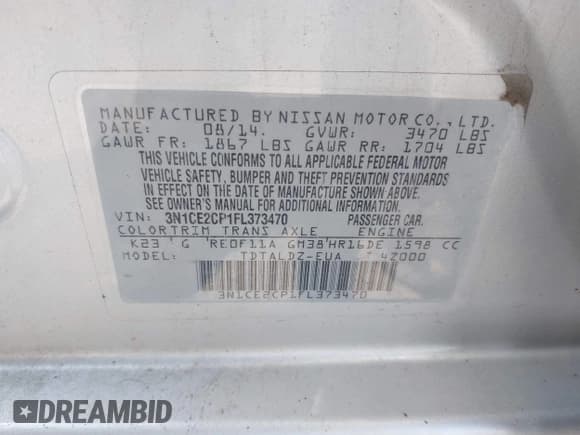 MANUFACTURED BY NISSAN MOTOR CO., LTD.
DATE: 08/14. GVWR: 3470 LBS
GAWR FR: 1867 LBS GAWR RR: 1704 LBS
THIS VEHICLE CONFORMS TO ALL APPLICABLE FEDERAL MOTOR
VEHICLE SAFETY, BUMPER AND THEFT PREVENTION STANDARDS
IN EFFECT ON THE DATE OF MANUFACTURE SHOWN ABOVE.
SEE OWNER'S MANUAL FOR ADDITIONAL INFORMATION.
VIN: 3N1CE2CP1FL373470 PASSENGER CAR.
COLOR TRIM TRANS AXLE ENGINE
K23 ' G 'RE0F11A GM38'HR16DE 1598 CC
MODEL: TDTALDZ-EUA ' 4Z000
3N1CE2CP1FL373470
DREAMBID